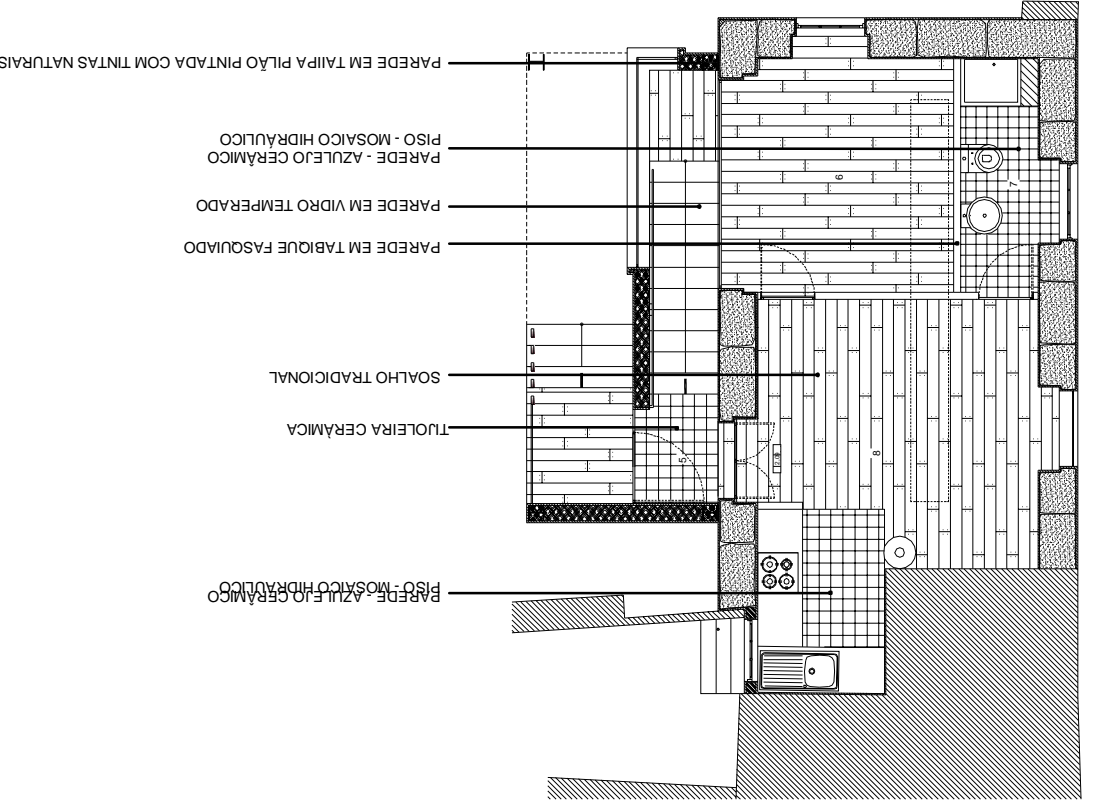 PAREDE - AZULEJO CERÂMICO
PISO - MOSAICO HIDRÁULICO
TIJOLEIRA CERÂMICA
SOALHO TRADICIONAL
PAREDE EM TABIQUE FASQUIADO
PAREDE EM VIDRO TEMPERADO
PAREDE - AZULEJO CERÂMICO
PISO - MOSAICO HIDRÁULICO
PAREDE EM TAIIPA PILÃO PINTADA COM TINTAS NATURAIS
5
8
6
7